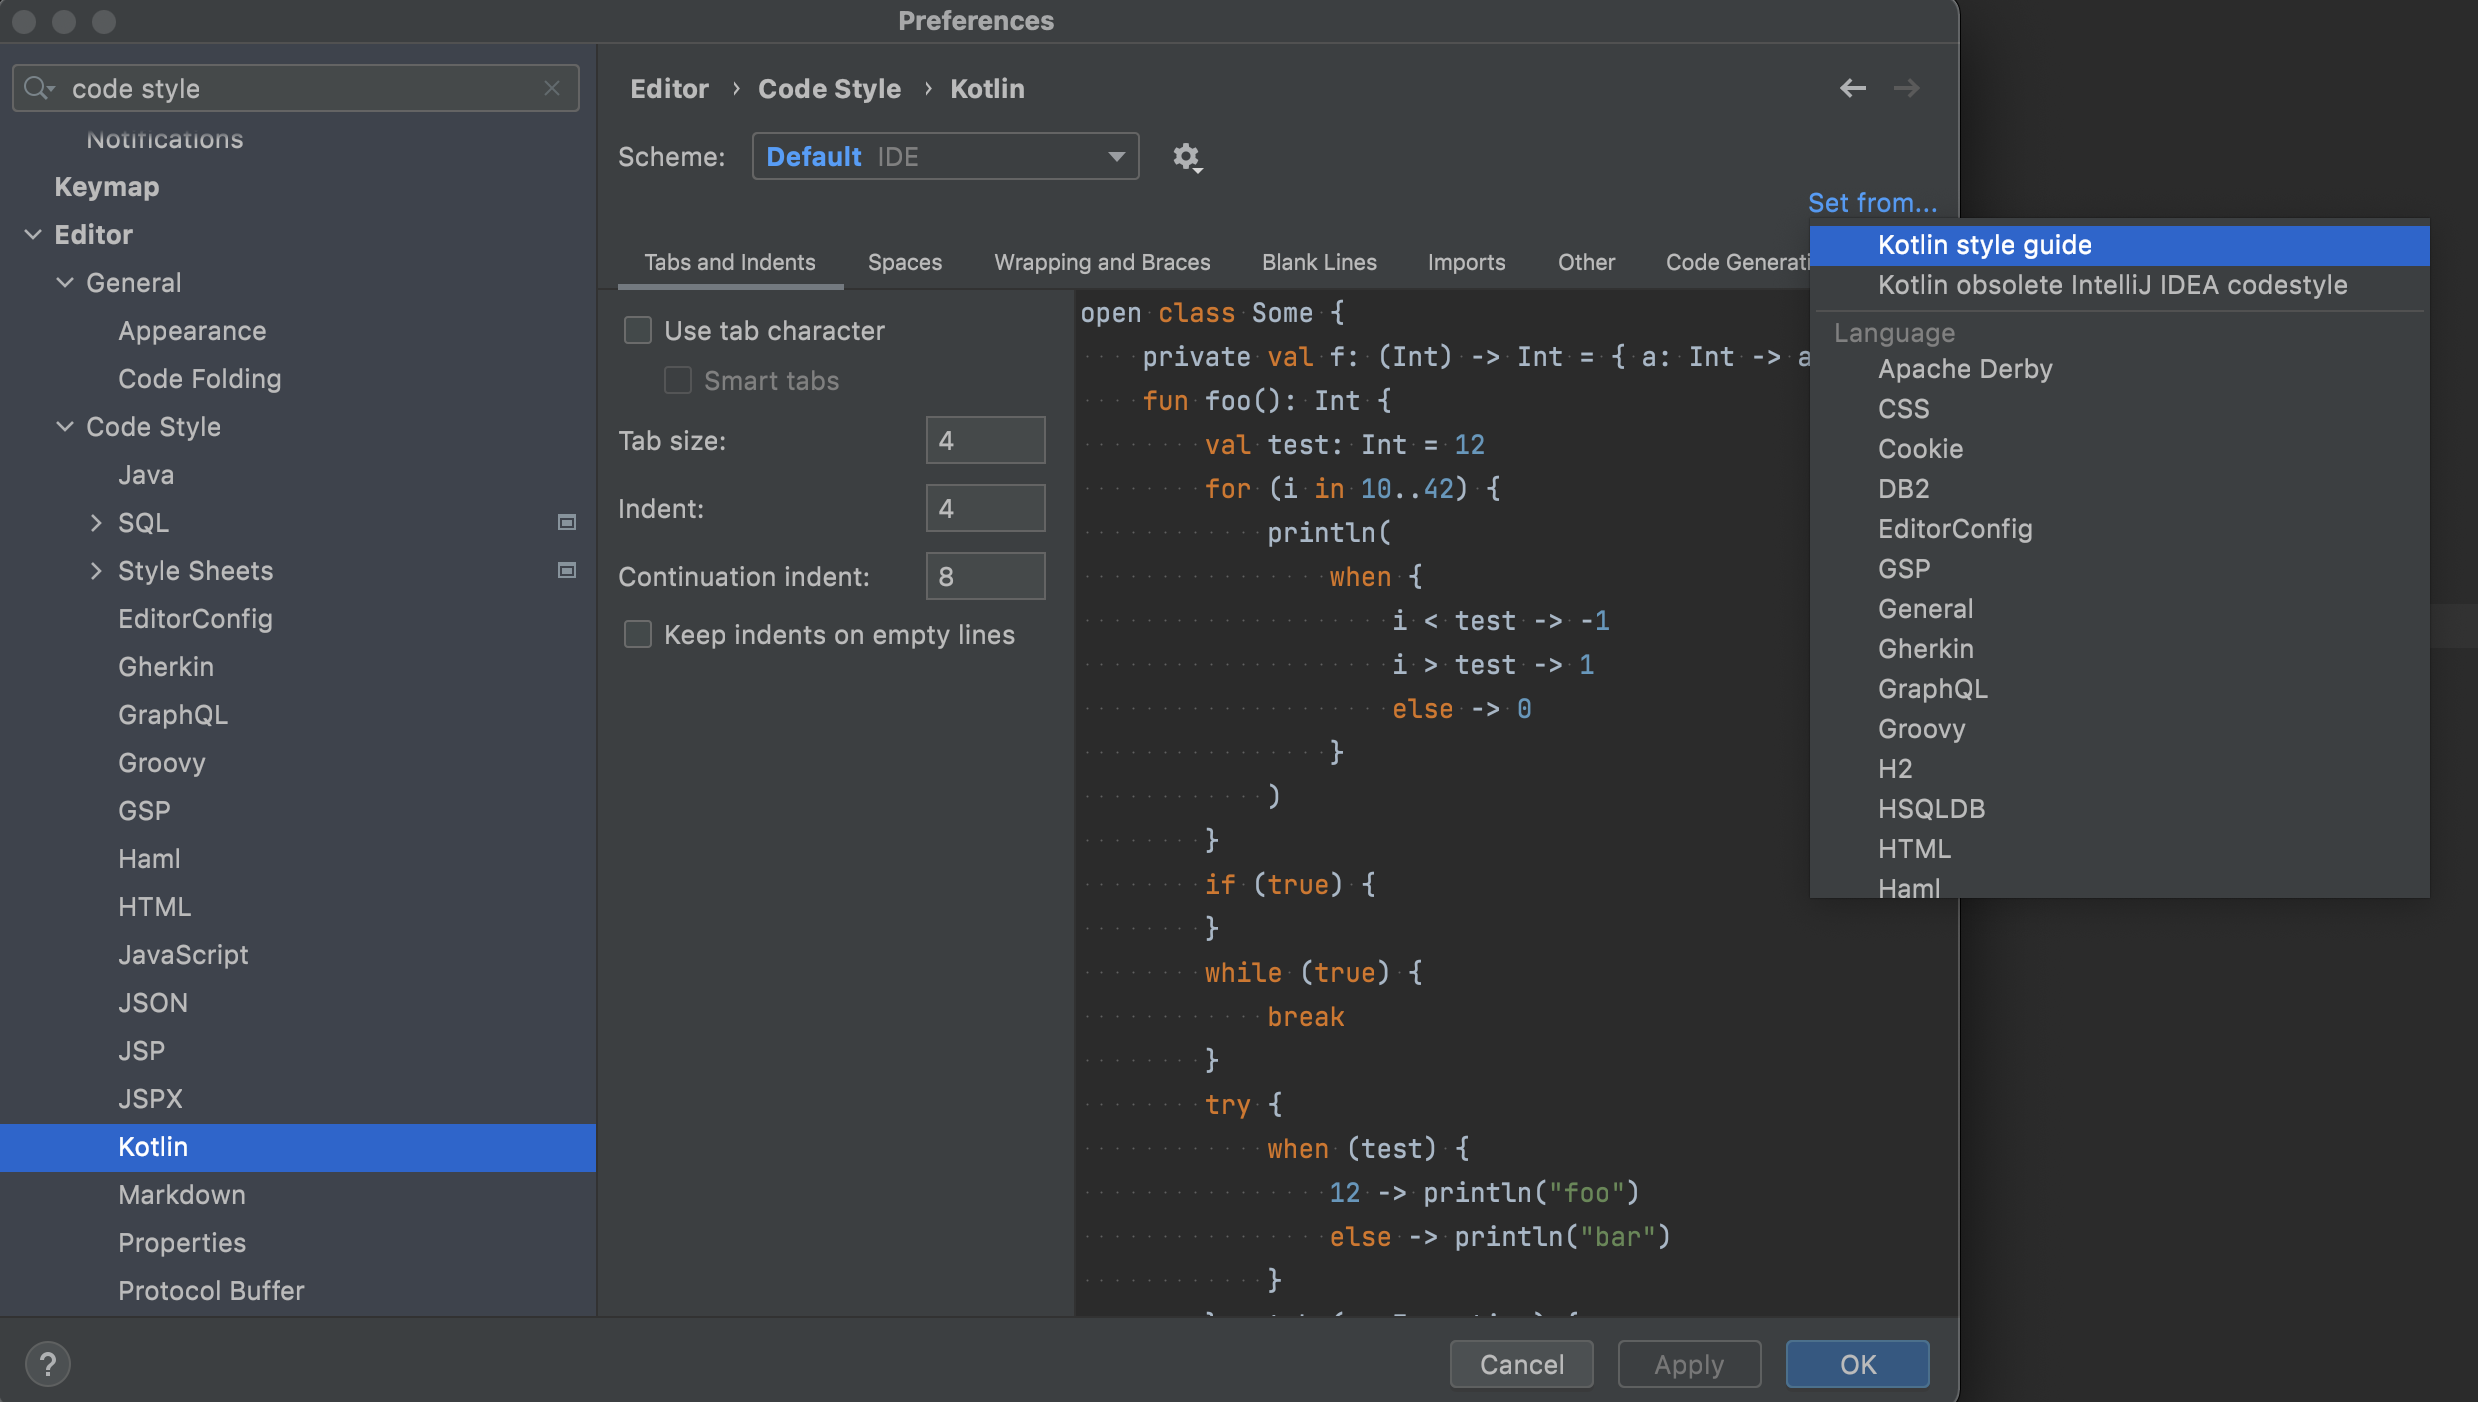 Preferences
code style
Notifications
Keymap
Editor
General
Appearance
Code Folding
Code Style
Java
SQL
Style Sheets
EditorConfig
Gherkin
GraphQL
Groovy
GSP
Haml
HTML
JavaScript
JSON
JSP
JSPX
Kotlin
Markdown
Properties
Protocol Buffer
Editor › Code Style › Kotlin
Scheme: Default IDE
Set from...
Tabs and Indents Spaces Wrapping and Braces Blank Lines Imports Other Code Generati
Use tab character
Smart tabs
Tab size: 4
Indent: 4
Continuation indent: 8
Keep indents on empty lines
open class Some {
private val f: (Int) -> Int = { a: Int -> a
fun foo(): Int {
val test: Int = 12
for (i in 10..42) {
println(
when {
i < test -> -1
i > test -> 1
else -> 0
}
)
}
if (true) {
}
while (true) {
break
}
try {
when (test) {
12 -> println("foo")
else -> println("bar")
}
Kotlin style guide
Kotlin obsolete IntelliJ IDEA codestyle
Language
Apache Derby
CSS
Cookie
DB2
EditorConfig
GSP
General
Gherkin
GraphQL
Groovy
H2
HSQLDB
HTML
Haml
?
Cancel
Apply
OK